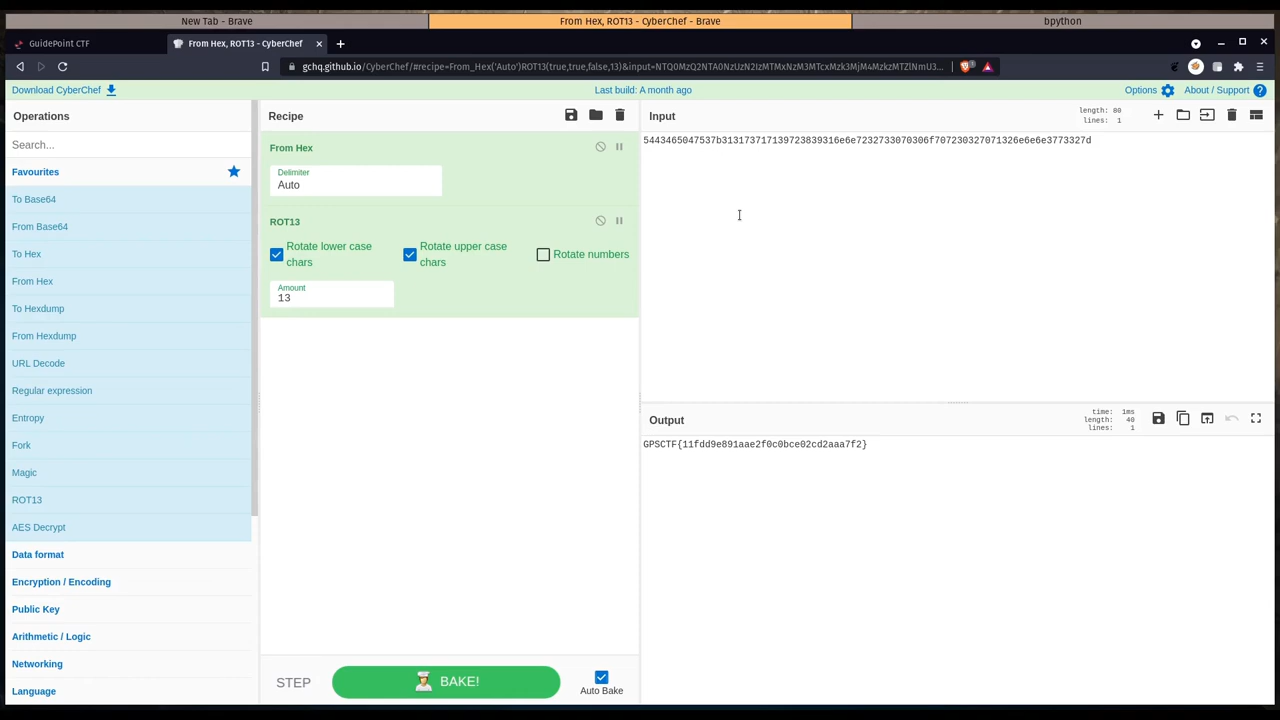 New Tab - Brave
From Hex, ROT13 - CyberChef - Brave
bpython
GuidePoint CTF
From Hex, ROT13 - CyberChef
Download CyberChef
Last build: A month ago
Options
About / Support
Operations
Search...
Favourites
To Base64
From Base64
To Hex
From Hex
To Hexdump
From Hexdump
URL Decode
Regular expression
Entropy
Fork
Magic
ROT13
AES Decrypt
Data format
Encryption / Encoding
Public Key
Arithmetic / Logic
Networking
Language
Recipe
From Hex
Delimiter
Auto
ROT13
Rotate lower case chars
Rotate upper case chars
Rotate numbers
Amount
13
STEP
BAKE!
Auto Bake
Input
length: 80
lines: 1
Output
time: 1ms
length: 40
lines: 1
GPSCTF{11fdd9e891aae2f0c0bce02cd2aaa7f2}